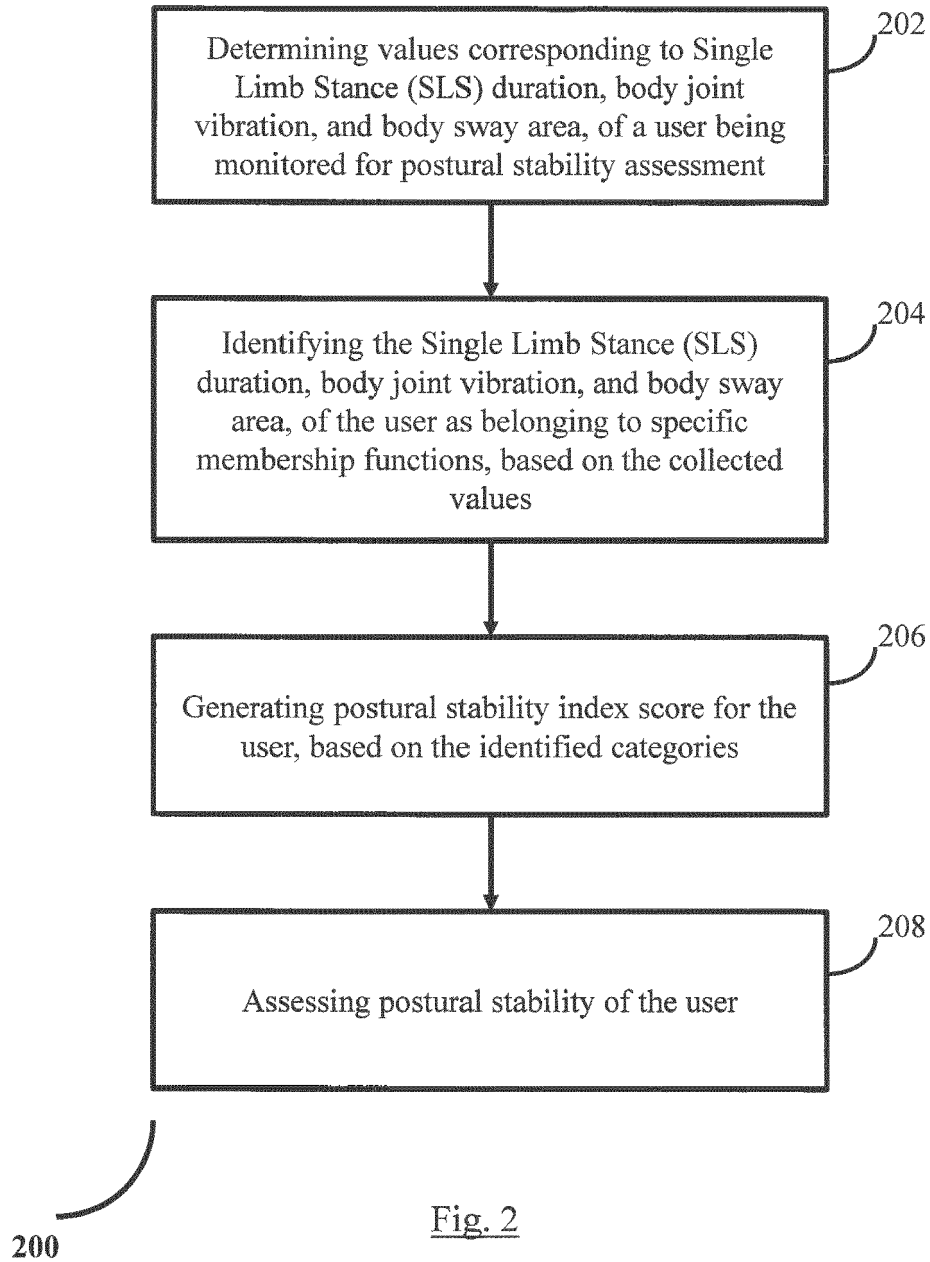 202
Determining values corresponding to Single
Limb Stance (SLS) duration, body joint
vibration, and body sway area, of a user being
monitored for postural stability assessment
204
Identifying the Single Limb Stance (SLS)
duration, body joint vibration, and body sway
area, of the user as belonging to specific
membership functions, based on the collected
values
206
Generating postural stability index score for the
user, based on the identified categories
208
Assessing postural stability of the user
200
Fig. 2